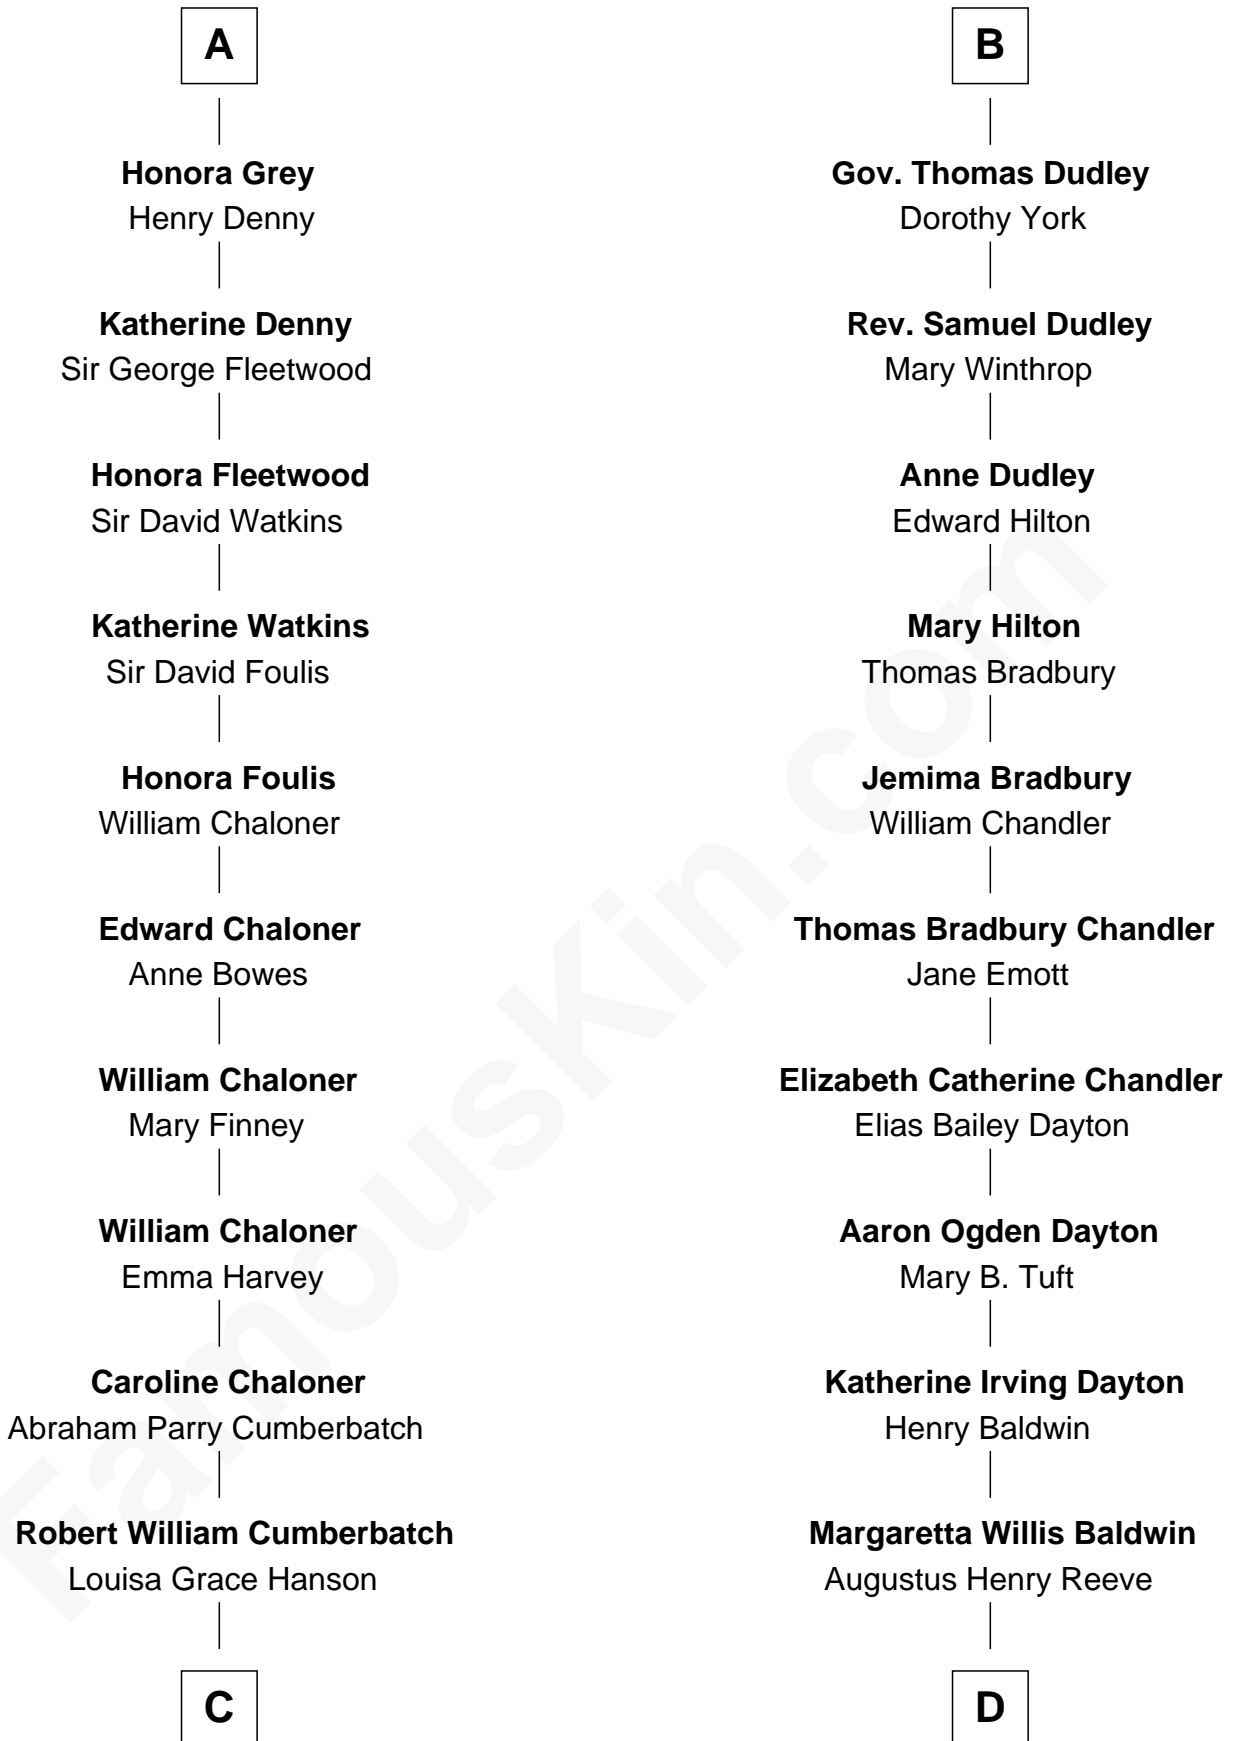 A
Honora Grey
Henry Denny
Katherine Denny
Sir George Fleetwood
Honora Fleetwood
Sir David Watkins
Katherine Watkins
Sir David Foulis
Honora Foulis
William Chaloner
Edward Chaloner
Anne Bowes
William Chaloner
Mary Finney
William Chaloner
Emma Harvey
Caroline Chaloner
Abraham Parry Cumberbatch
Robert William Cumberbatch
Louisa Grace Hanson
C
B
Gov. Thomas Dudley
Dorothy York
Rev. Samuel Dudley
Mary Winthrop
Anne Dudley
Edward Hilton
Mary Hilton
Thomas Bradbury
Jemima Bradbury
William Chandler
Thomas Bradbury Chandler
Jane Emott
Elizabeth Catherine Chandler
Elias Bailey Dayton
Aaron Ogden Dayton
Mary B. Tuft
Katherine Irving Dayton
Henry Baldwin
Margaretta Willis Baldwin
Augustus Henry Reeve
D
FamousKin.com